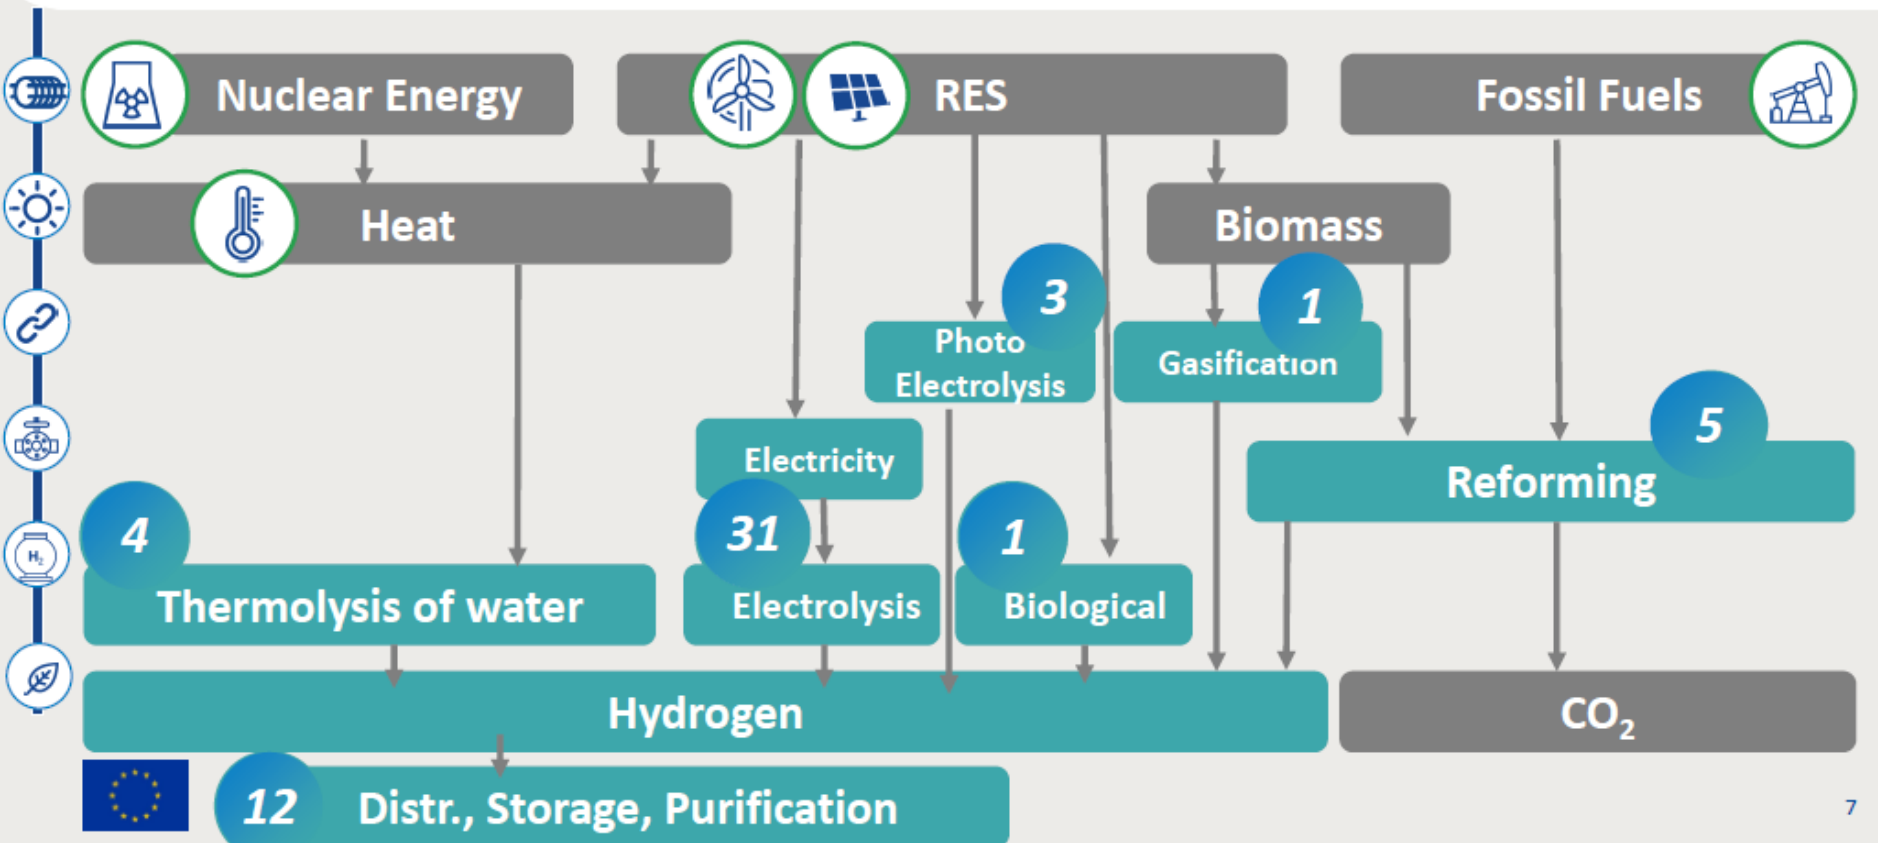 Nuclear Energy
RES
Fossil Fuels
Heat
Biomass
3
1
Photo
Electrolysis
Gasification
5
Electricity
Reforming
4
31
1
H2
Thermolysis of water
Electrolysis
Biological
Hydrogen
CO2
12
Distr., Storage, Purification
7